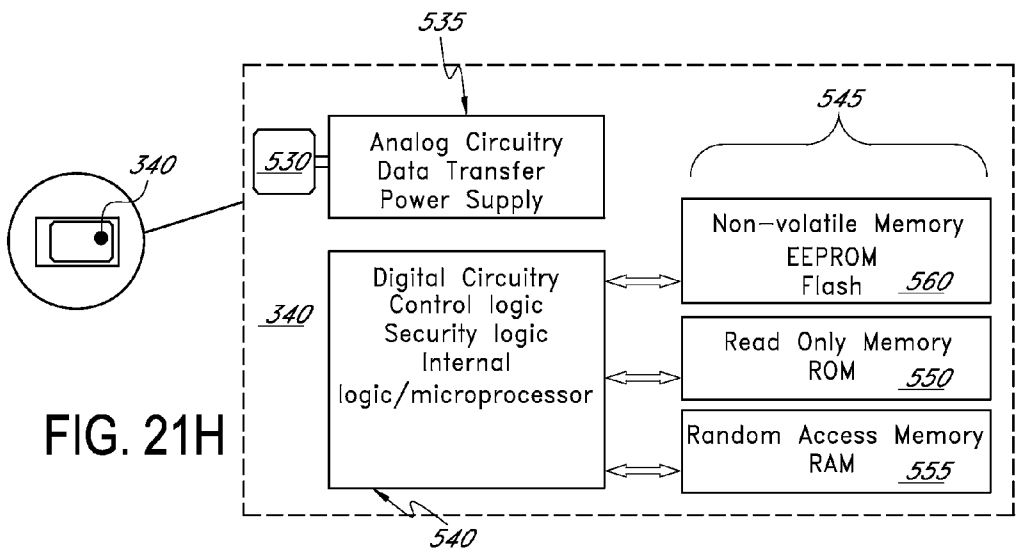 535
545
340
530
Analog Circuitry
Data Transfer
Power Supply
Non-volatile Memory
EEPROM
Flash
560
340
Digital Circuitry
Control logic
Security logic
Internal
logic/microprocessor
Read Only Memory
ROM
550
Random Access Memory
RAM
555
FIG. 21H
540